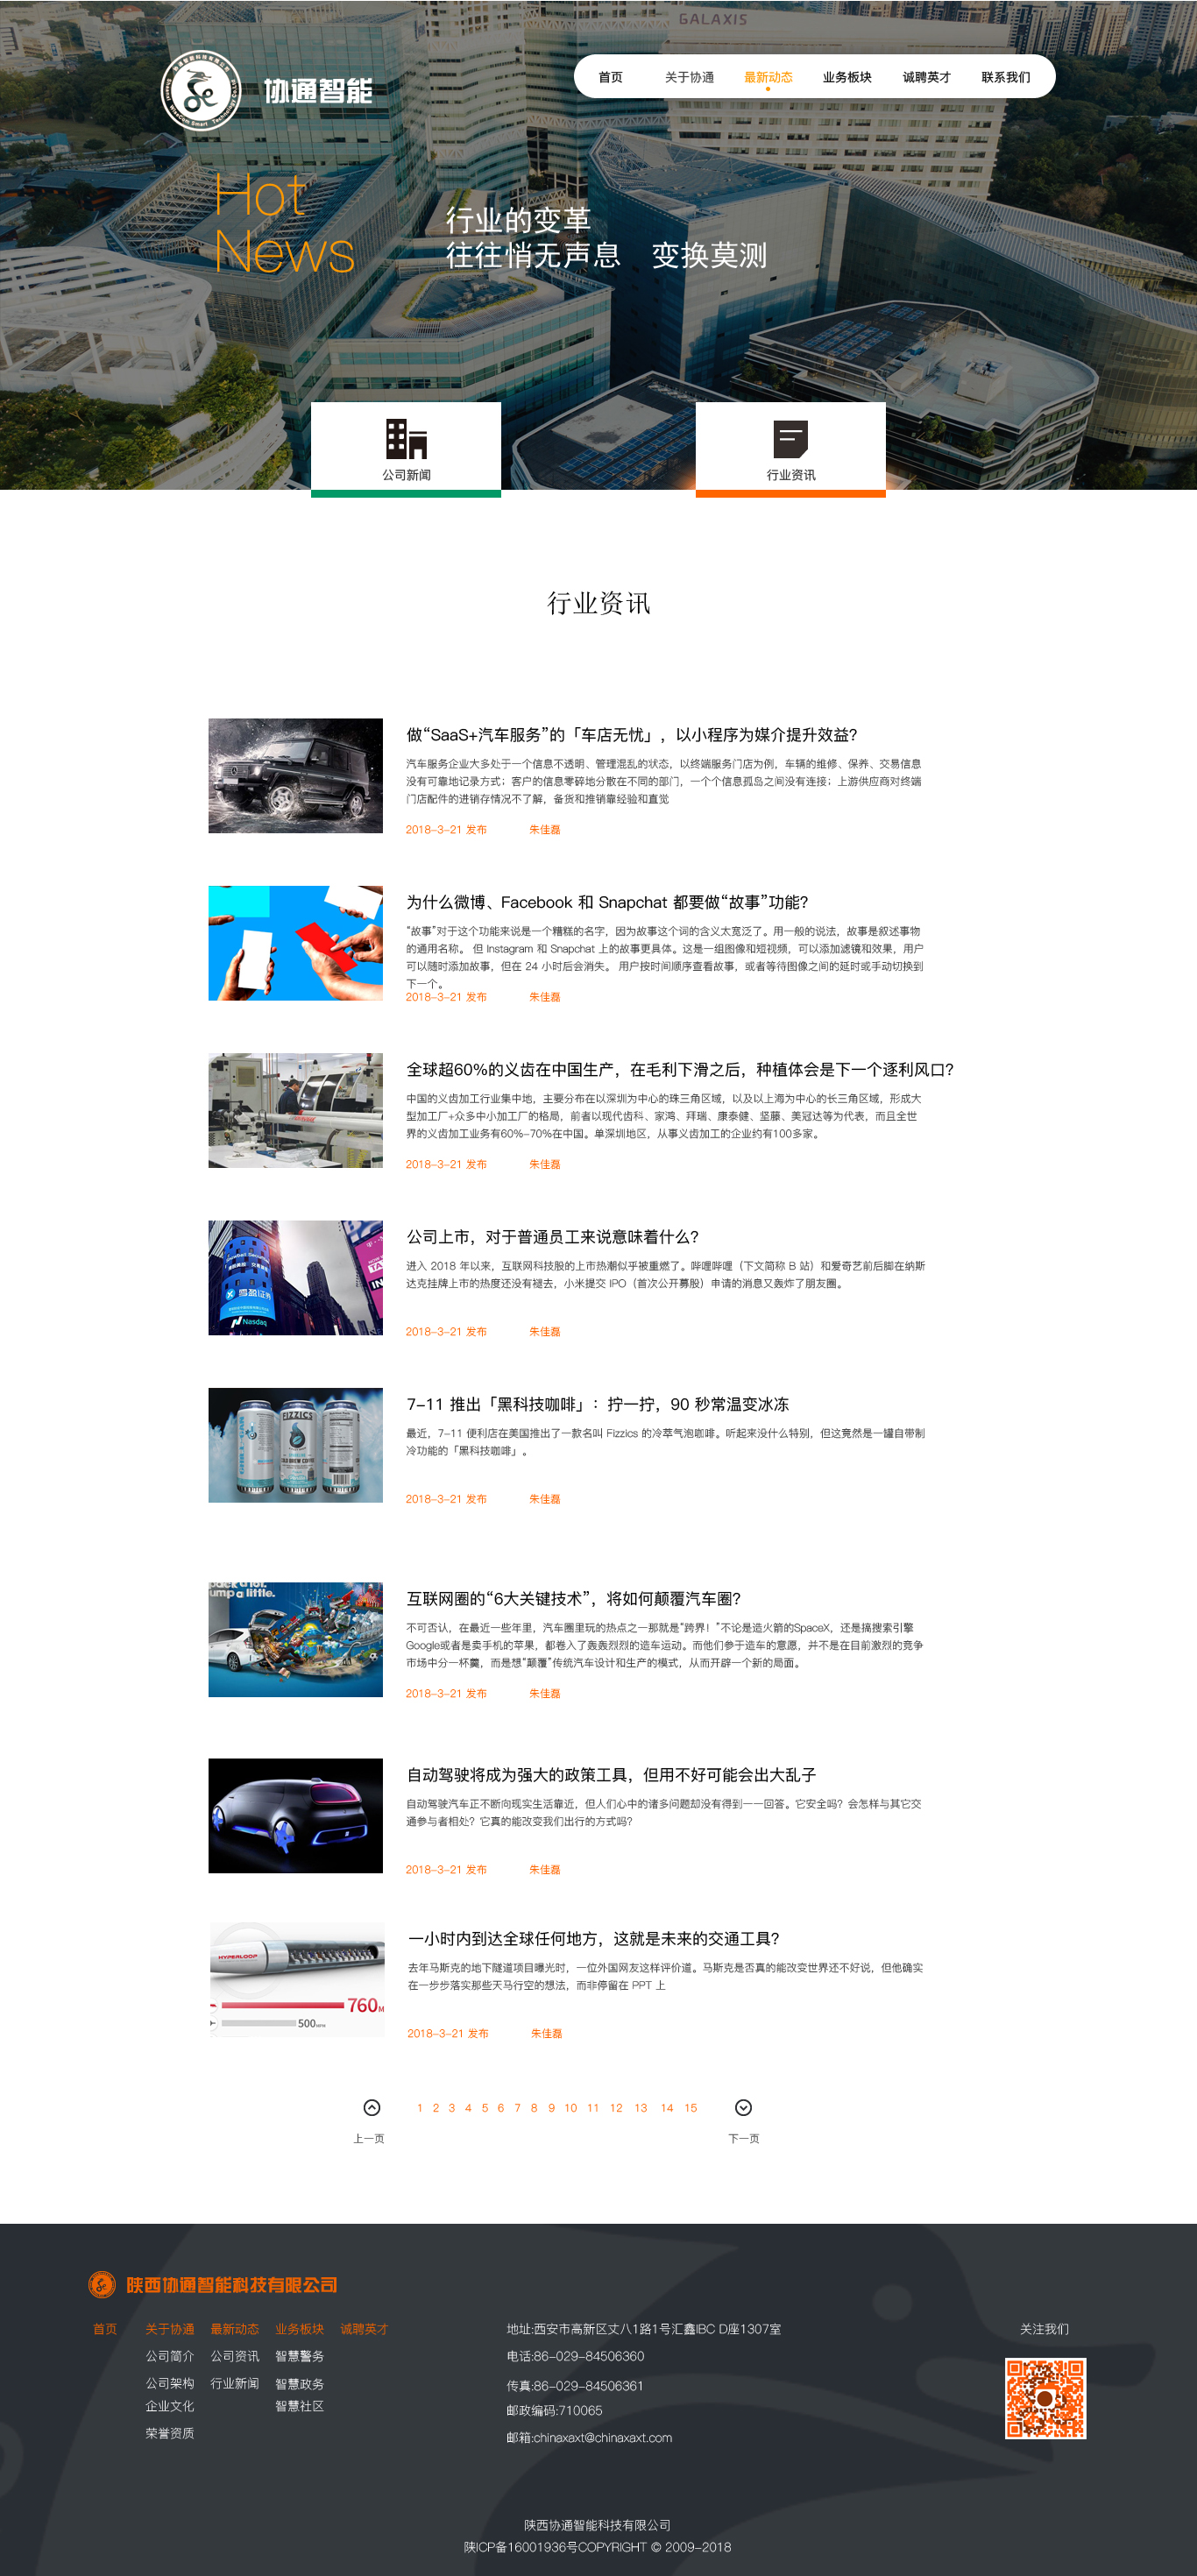 GALAXIS
协通智能
首页 关于协通 最新动态 业务板块 诚聘英才 联系我们
Hot
News
行业的变革
往往悄无声息 变换莫测
公司新闻 行业资讯
行业资讯
做“SaaS+汽车服务”的「车店无忧」，以小程序为媒介提升效益？
汽车服务企业大多处于一个信息不透明、管理混乱的状态，以终端服务门店为例，车辆的维修、保养、交易信息
没有可靠地记录方式；客户的信息零碎地分散在不同的部门，一个个信息孤岛之间没有连接；上游供应商对终端
门店配件的进销存情况不了解，备货和推销靠经验和直觉
2018-3-21 发布 朱佳磊
为什么微博、Facebook 和 Snapchat 都要做“故事”功能？
“故事”对于这个功能来说是一个糟糕的名字，因为故事这个词的含义太宽泛了。用一般的说法，故事是叙述事物
的通用名称。 但 Instagram 和 Snapchat 上的故事更具体。这是一组图像和短视频，可以添加滤镜和效果，用户
可以随时添加故事，但在 24 小时后会消失。 用户按时间顺序查看故事，或者等待图像之间的延时或手动切换到
下一个。
2018-3-21 发布 朱佳磊
全球超60%的义齿在中国生产，在毛利下滑之后，种植体会是下一个逐利风口？
中国的义齿加工行业集中地，主要分布在以深圳为中心的珠三角区域，以及以上海为中心的长三角区域，形成大
型加工厂+众多中小加工厂的格局，前者以现代齿科、家鸿、拜瑞、康泰健、坚藤、美冠达等为代表，而且全世
界的义齿加工业务有60%-70%在中国。单深圳地区，从事义齿加工的企业约有100多家。
2018-3-21 发布 朱佳磊
公司上市，对于普通员工来说意味着什么？
进入 2018 年以来，互联网科技股的上市热潮似乎被重燃了。哔哩哔哩（下文简称 B 站）和爱奇艺前后脚在纳斯
达克挂牌上市的热度还没有褪去，小米提交 IPO（首次公开募股）申请的消息又轰炸了朋友圈。
Nasdaq
2018-3-21 发布 朱佳磊
7-11 推出「黑科技咖啡」：拧一拧，90 秒常温变冰冻
最近，7-11 便利店在美国推出了一款名叫 Fizzics 的冷萃气泡咖啡。听起来没什么特别，但这竟然是一罐自带制
冷功能的「黑科技咖啡」。
FIZZICS
COLD BREW COFFEE
2018-3-21 发布 朱佳磊
ump a little.
互联网圈的“6大关键技术”，将如何颠覆汽车圈？
不可否认，在最近一些年里，汽车圈里玩的热点之一那就是“跨界！”不论是造火箭的SpaceX，还是搞搜索引擎
Google或者是卖手机的苹果，都卷入了轰轰烈烈的造车运动。而他们参于造车的意愿，并不是在目前激烈的竞争
市场中分一杯羹，而是想“颠覆”传统汽车设计和生产的模式，从而开辟一个新的局面。
2018-3-21 发布 朱佳磊
自动驾驶将成为强大的政策工具，但用不好可能会出大乱子
自动驾驶汽车正不断向现实生活靠近，但人们心中的诸多问题却没有得到一一回答。它安全吗？会怎样与其它交
通参与者相处？它真的能改变我们出行的方式吗？
2018-3-21 发布 朱佳磊
一小时内到达全球任何地方，这就是未来的交通工具？
去年马斯克的地下隧道项目曝光时，一位外国网友这样评价道。马斯克是否真的能改变世界还不好说，但他确实
在一步步落实那些天马行空的想法，而非停留在 PPT 上
HYPERLOOP
760M
500MPH
2018-3-21 发布 朱佳磊
1 2 3 4 5 6 7 8 9 10 11 12 13 14 15
上一页 下一页
陕西协通智能科技有限公司
首页 关于协通 最新动态 业务板块 诚聘英才
公司简介 公司资讯 智慧警务
公司架构 行业新闻 智慧政务
企业文化 智慧社区
荣誉资质
地址:西安市高新区丈八1路1号汇鑫IBC D座1307室
电话:86-029-84506360
传真:86-029-84506361
邮政编码:710065
邮箱:chinaxaxt@chinaxaxt.com
关注我们
陕西协通智能科技有限公司
陕ICP备16001936号COPYRIGHT © 2009-2018